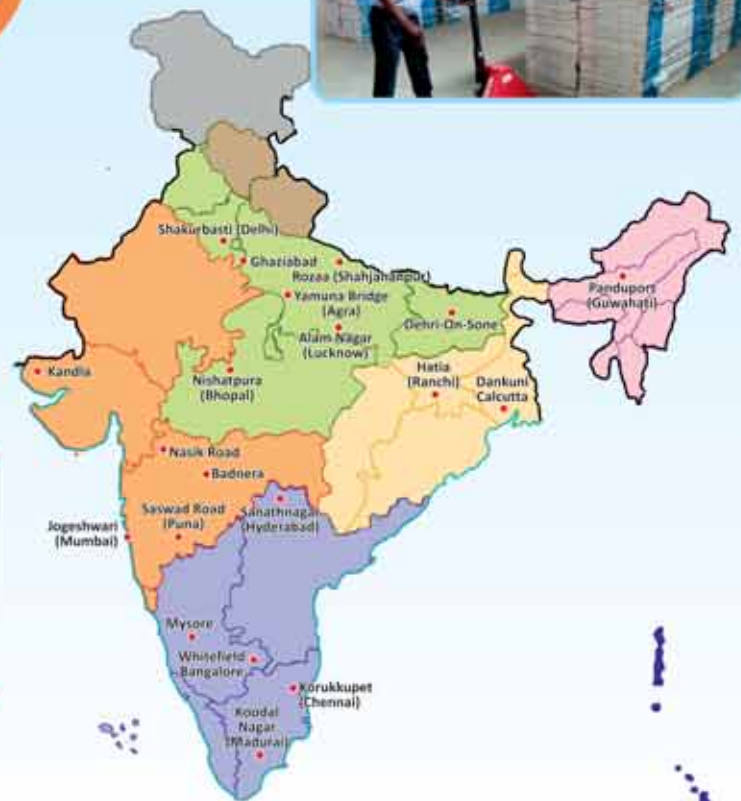 Shakurbasti (Delhi)
Ghaziabad
Rozaa (Shahjahanpur)
Yamuna Bridge
(Agra)
Panduport
(Guwahati)
Dehri-On-Sone
Alam Nagar
(Lucknow)
Kandla
Nishatpura
(Bhopal)
Hatia
(Ranchi)
Dankuni
Calcutta
Nasik Road
Badnera
Saswad Road
(Puna)
Sanathnagar
(Hyderabad)
Jogeshwari
(Mumbai)
Mysore
Whitefield
Bangalore
Korukkupet
(Chennai)
Koodal
Nagar
(Madurai)